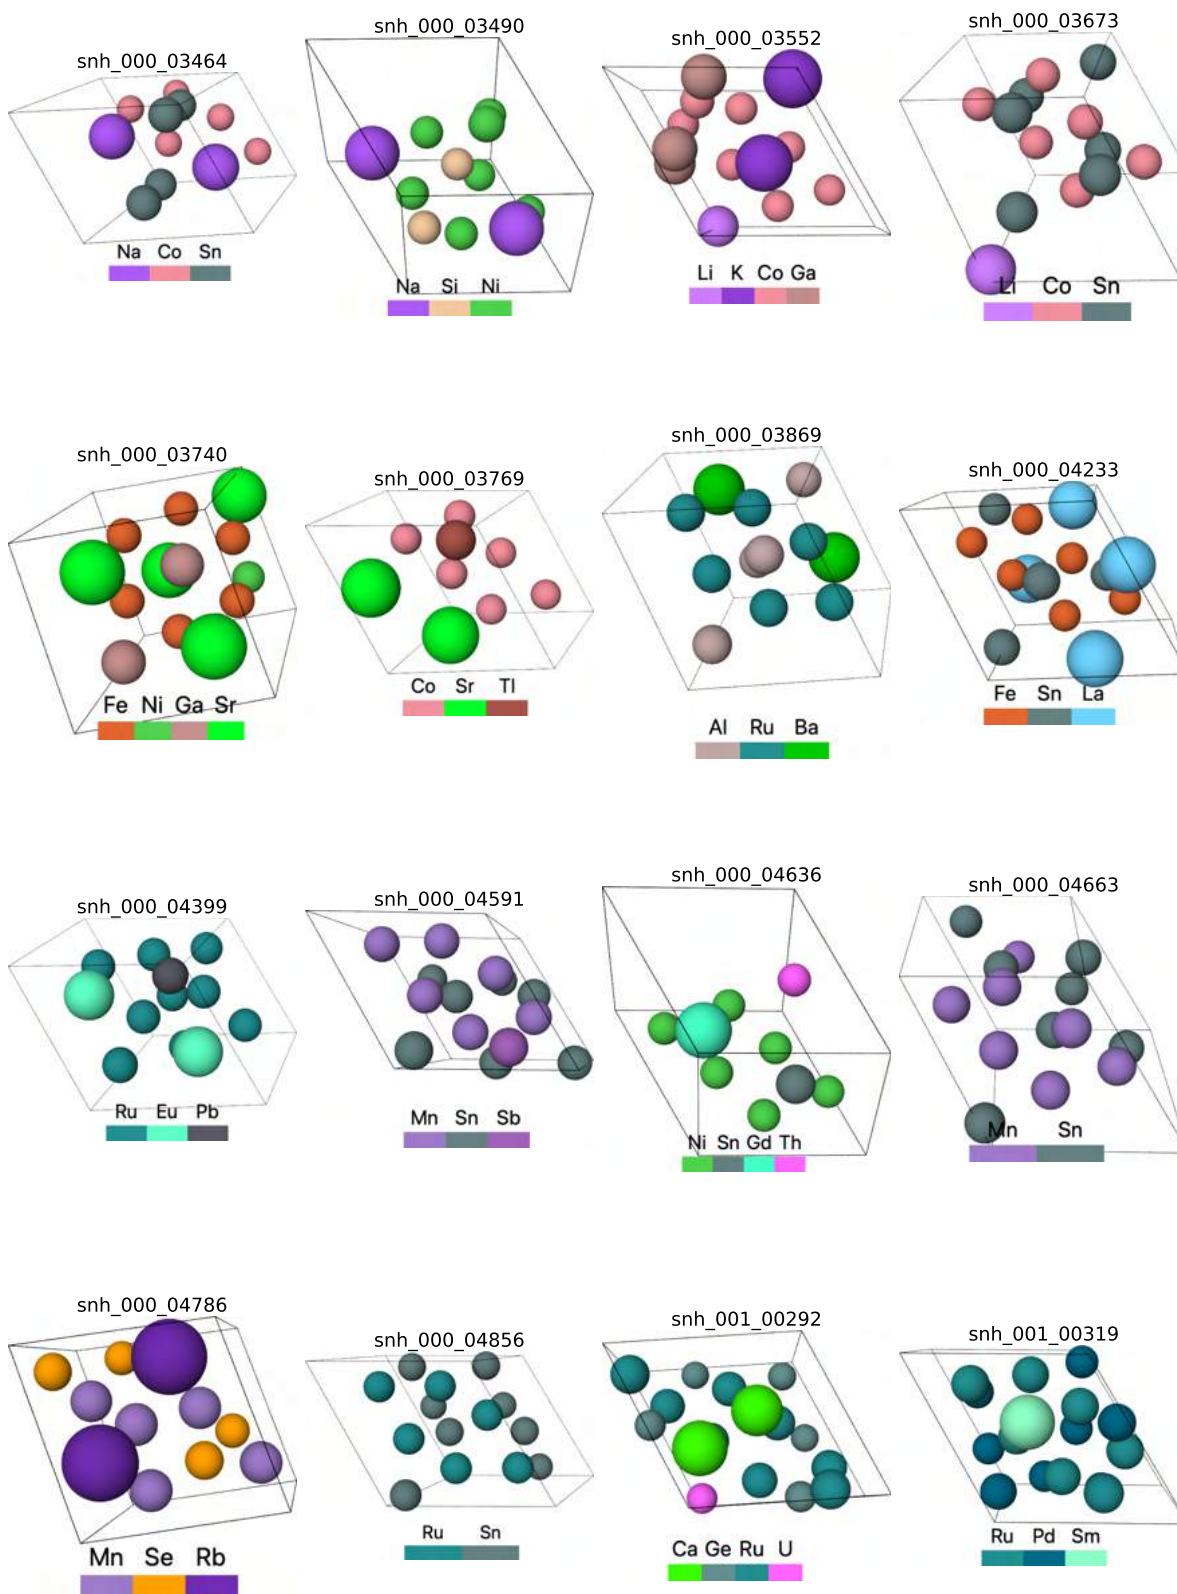 snh_000_03464
snh_000_03490
snh_000_03552
snh_000_03673
Na Co Sn
Na Si Ni
Li K Co Ga
Li Co Sn
snh_000_03740
snh_000_03769
snh_000_03869
snh_000_04233
Fe Ni Ga Sr
Co Sr Tl
Al Ru Ba
Fe Sn La
snh_000_04399
snh_000_04591
snh_000_04636
snh_000_04663
Ru Eu Pb
Mn Sn Sb
Ni Sn Gd Th
Mn Sn
snh_000_04786
snh_000_04856
snh_001_00292
snh_001_00319
Mn Se Rb
Ru Sn
Ca Ge Ru U
Ru Pd Sm